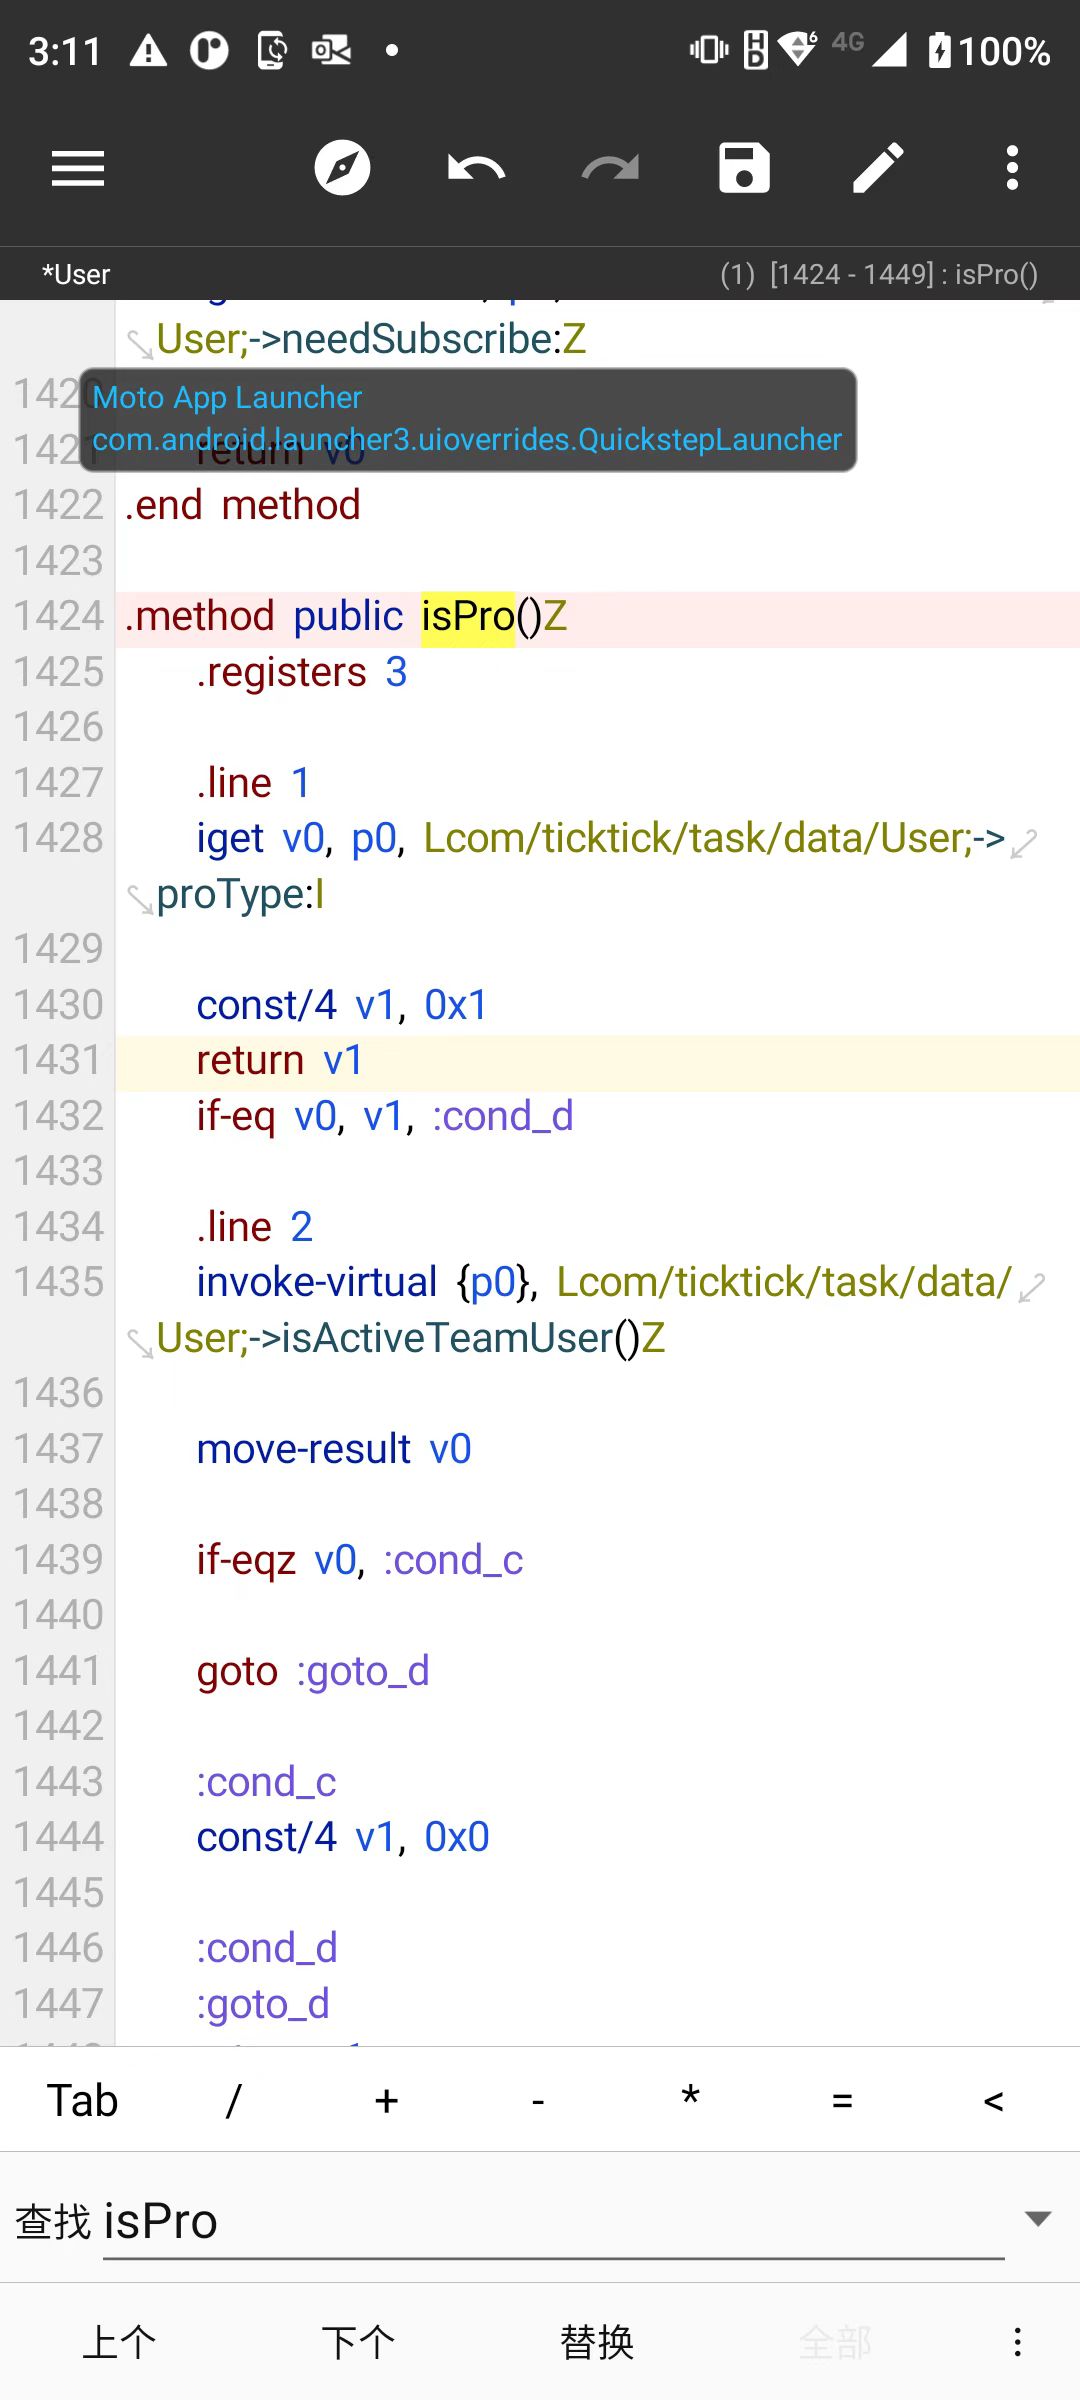 3:11 4G 100%
*User (1) [1424 - 1449] : isPro()
User;->needSubscribe:Z
1420
Moto App Launcher
com.android.launcher3.uioverrides.QuickstepLauncher
1421 return v0
1422 .end method
1423
1424 .method public isPro()Z
1425 .registers 3
1426
1427 .line 1
1428 iget v0, p0, Lcom/ticktick/task/data/User;->
proType:I
1429
1430 const/4 v1, 0x1
1431 return v1
1432 if-eq v0, v1, :cond_d
1433
1434 .line 2
1435 invoke-virtual {p0}, Lcom/ticktick/task/data/
User;->isActiveTeamUser()Z
1436
1437 move-result v0
1438
1439 if-eqz v0, :cond_c
1440
1441 goto :goto_d
1442
1443 :cond_c
1444 const/4 v1, 0x0
1445
1446 :cond_d
1447 :goto_d
Tab / + - * = <
查找 isPro
上个 下个 替换 全部